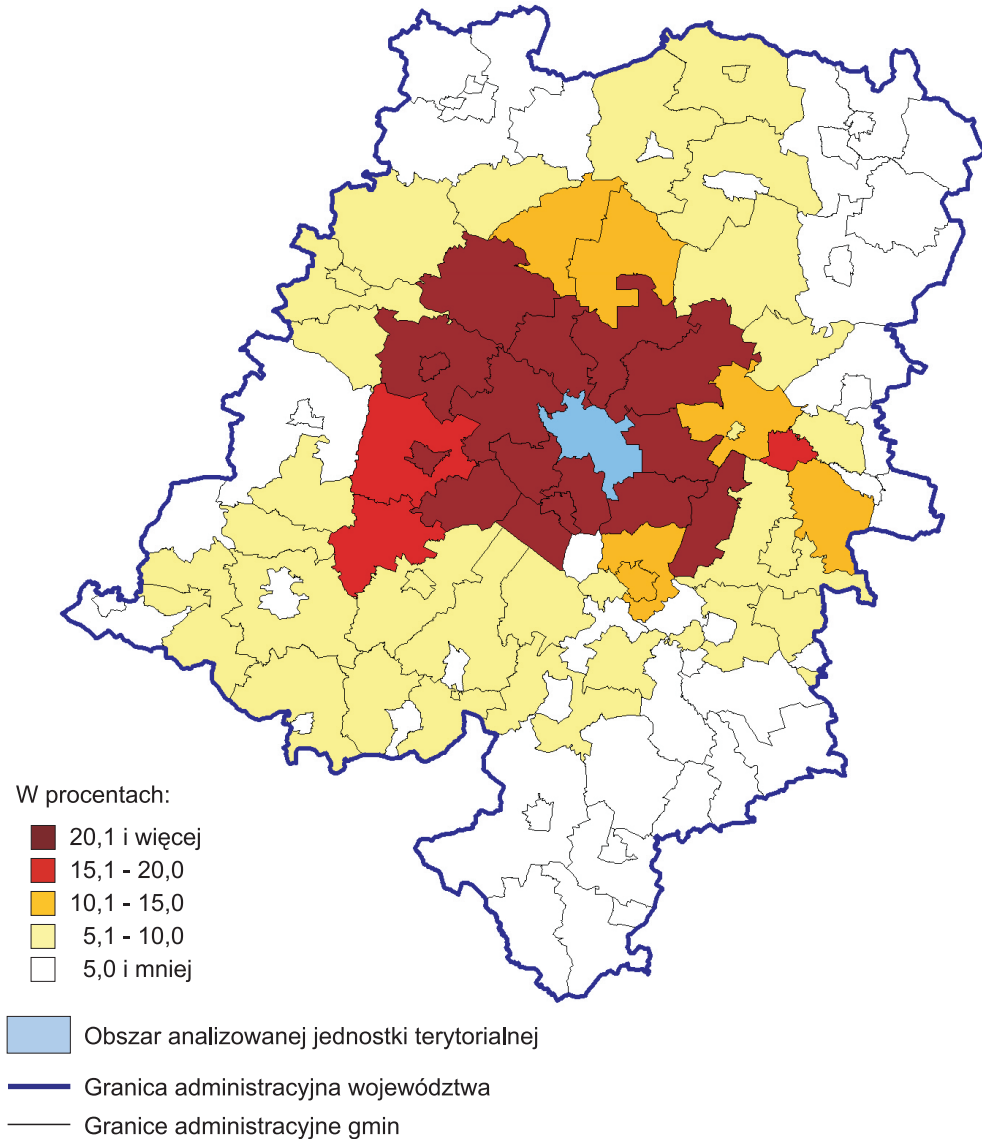 W procentach:
20,1 i więcej
15,1 - 20,0
10,1 - 15,0
5,1 - 10,0
5,0 i mniej
Obszar analizowanej jednostki terytorialnej
Granica administracyjna województwa
Granice administracyjne gmin